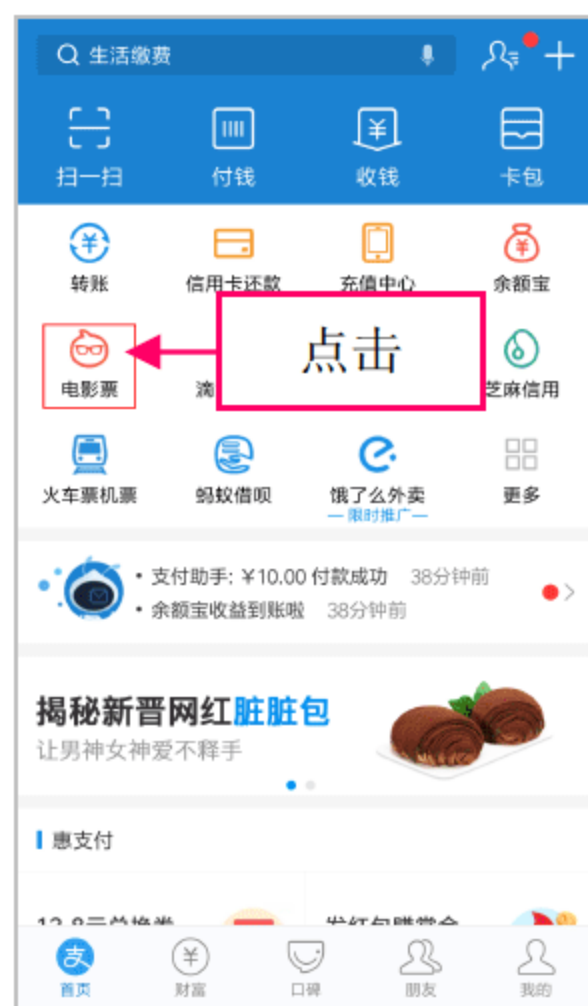 生活缴费
扫一扫 付钱 收钱 卡包
转账 信用卡还款 充值中心 余额宝
点击
电影票 滴 芝麻信用
火车票机票 蚂蚁借呗 饿了么外卖 更多
限时推广
• 支付助手: ¥10.00 付款成功 38分钟前
• 余额宝收益到账啦 38分钟前
揭秘新晋网红脏脏包
让男神女神爱不释手
惠支付
首页 财富 口碑 朋友 我的